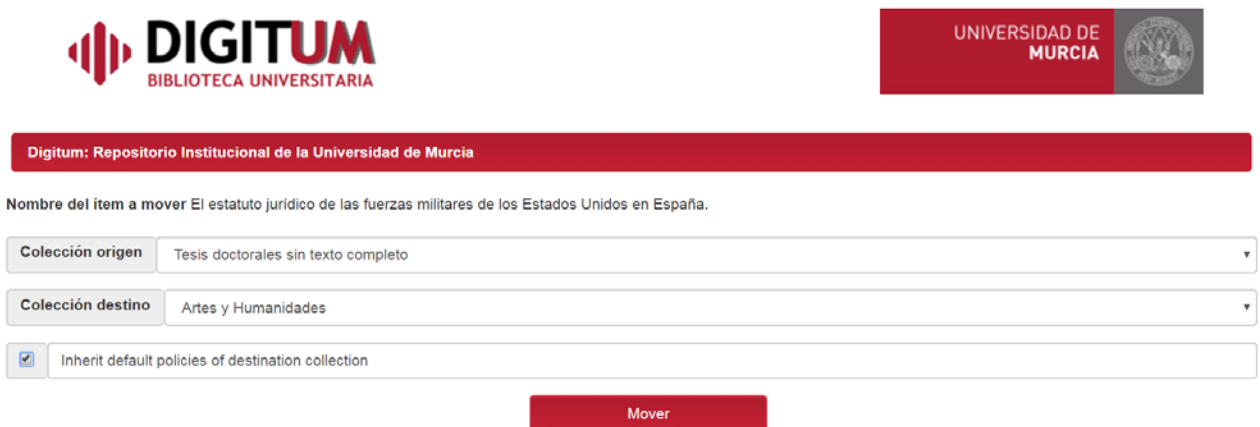 DIGITUM
BIBLIOTECA UNIVERSITARIA
UNIVERSIDAD DE
MURCIA
Digitum: Repositorio Institucional de la Universidad de Murcia
Nombre del ítem a mover El estatuto jurídico de las fuerzas militares de los Estados Unidos en España.
Colección origen Tesis doctorales sin texto completo
Colección destino Artes y Humanidades
Inherit default policies of destination collection
Mover